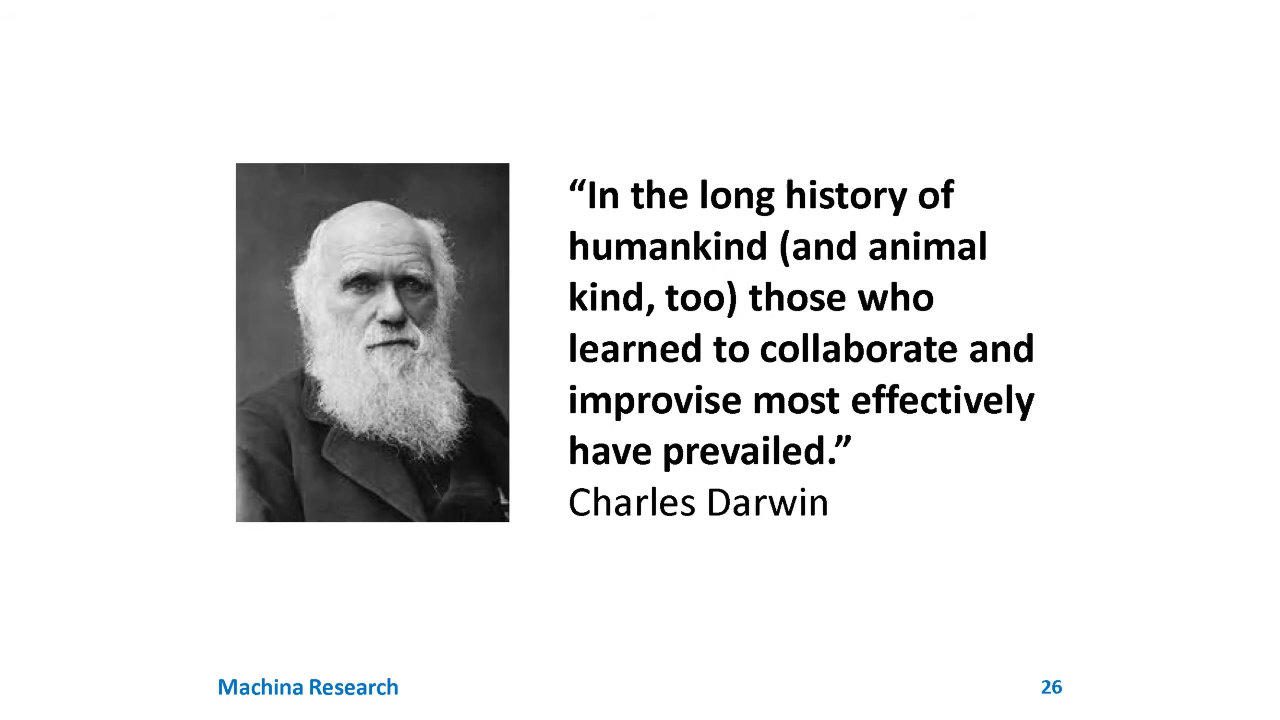 “In the long history of
humankind (and animal
kind, too) those who
learned to collaborate and
improvise most effectively
have prevailed.”
Charles Darwin
Machina Research
26